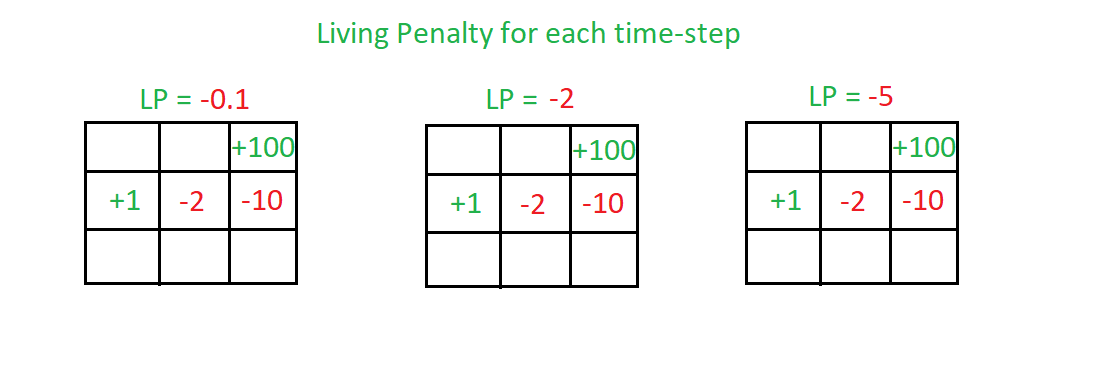 Living Penalty for each time-step
LP = -0.1
LP = -2
LP = -5
+100
+1 -2 -10
+100
+1 -2 -10
+100
+1 -2 -10